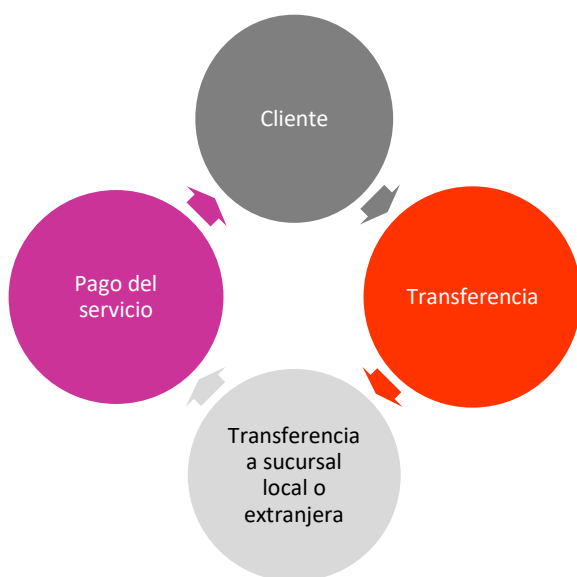 Cliente
Transferencia
Transferencia
a sucursal
local o
extranjera
Pago del
servicio